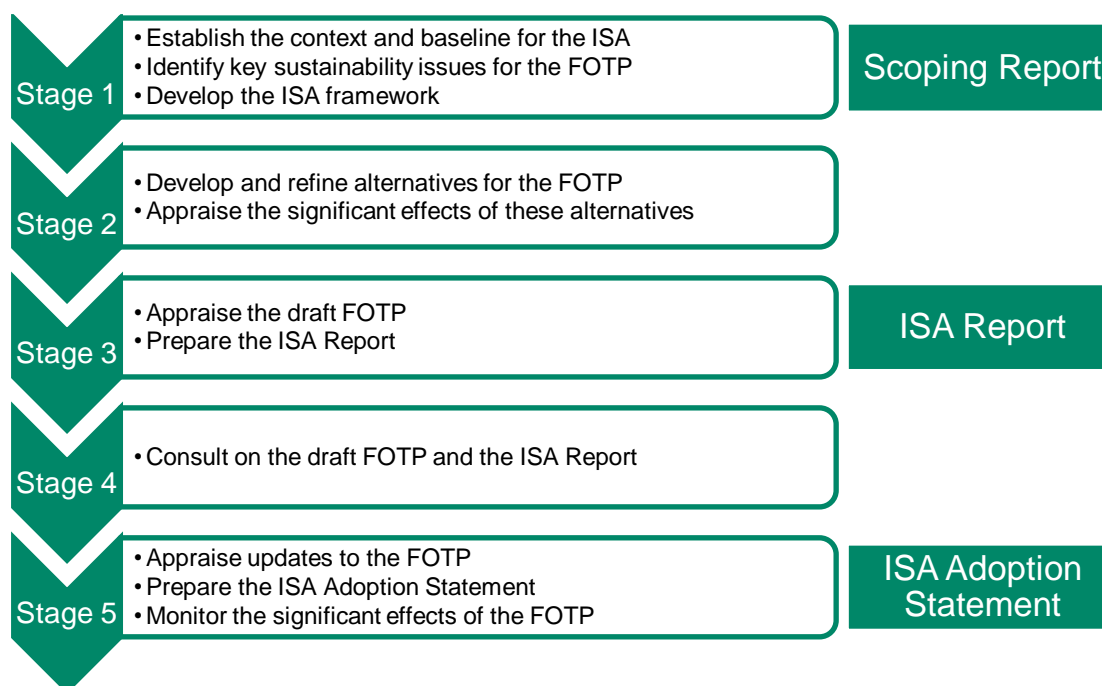 Stage 1
• Establish the context and baseline for the ISA
• Identify key sustainability issues for the FOTP
• Develop the ISA framework
Scoping Report
Stage 2
• Develop and refine alternatives for the FOTP
• Appraise the significant effects of these alternatives
Stage 3
• Appraise the draft FOTP
• Prepare the ISA Report
ISA Report
Stage 4
• Consult on the draft FOTP and the ISA Report
Stage 5
• Appraise updates to the FOTP
• Prepare the ISA Adoption Statement
• Monitor the significant effects of the FOTP
ISA Adoption
Statement